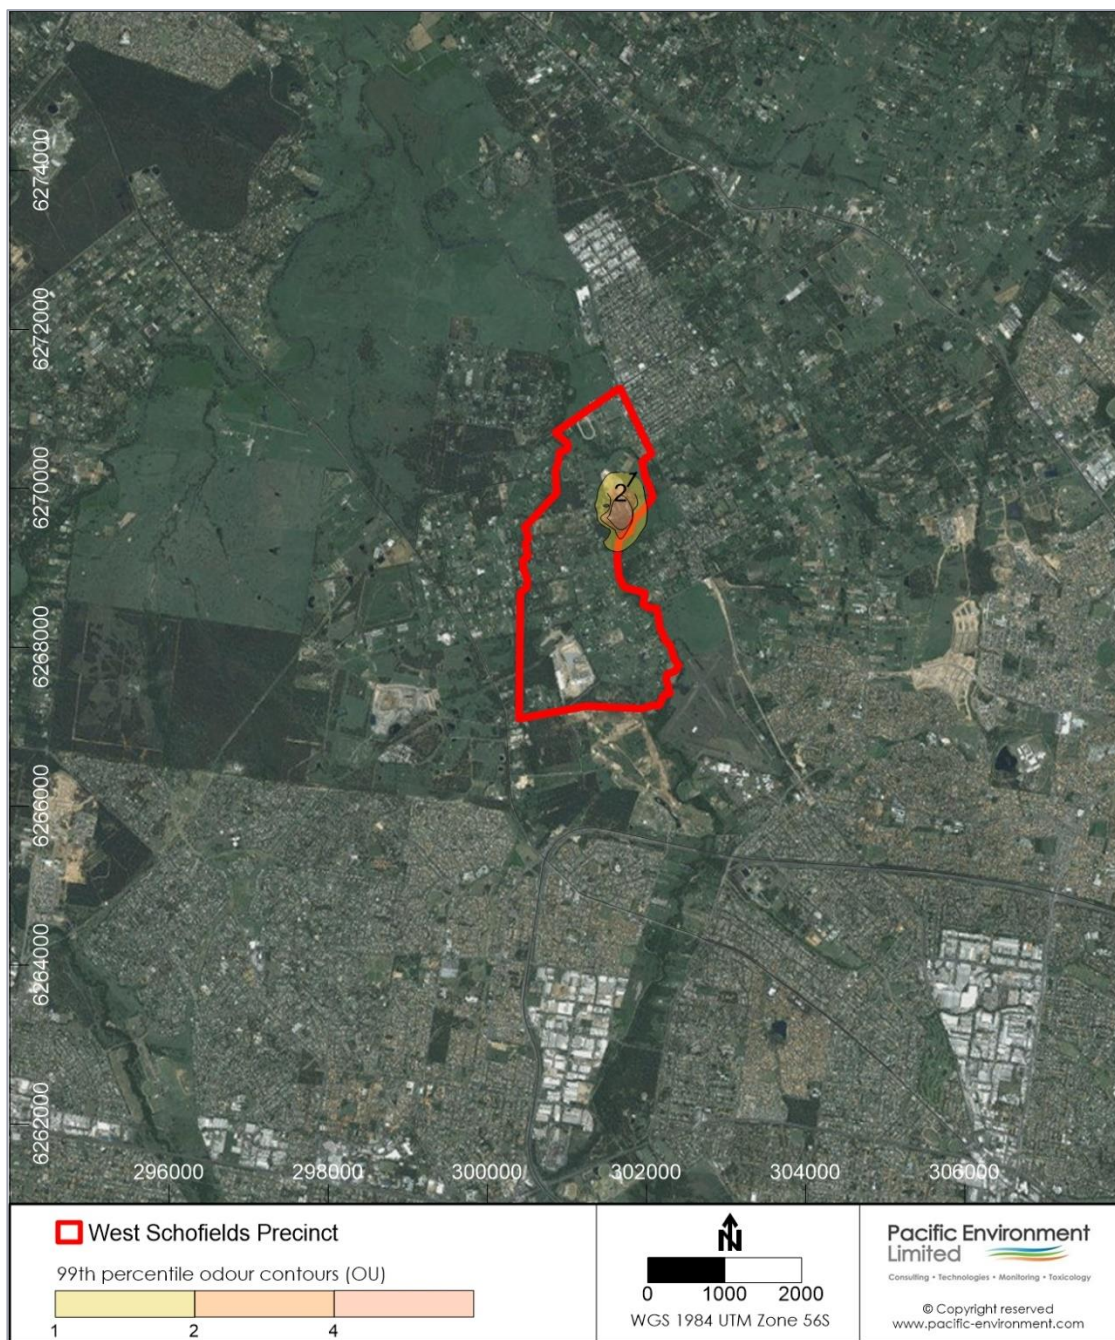 6274000
6272000
6270000
6268000
6266000
6264000
6262000
1
2
296000 298000 300000 302000 304000 306000
West Schofields Precinct
99th percentile odour contours (OU)
1 2 4
N
0 1000 2000
WGS 1984 UTM Zone 56S
Pacific Environment
Limited
Consulting • Technologies • Monitoring • Toxicology
© Copyright reserved
www.pacific-environment.com